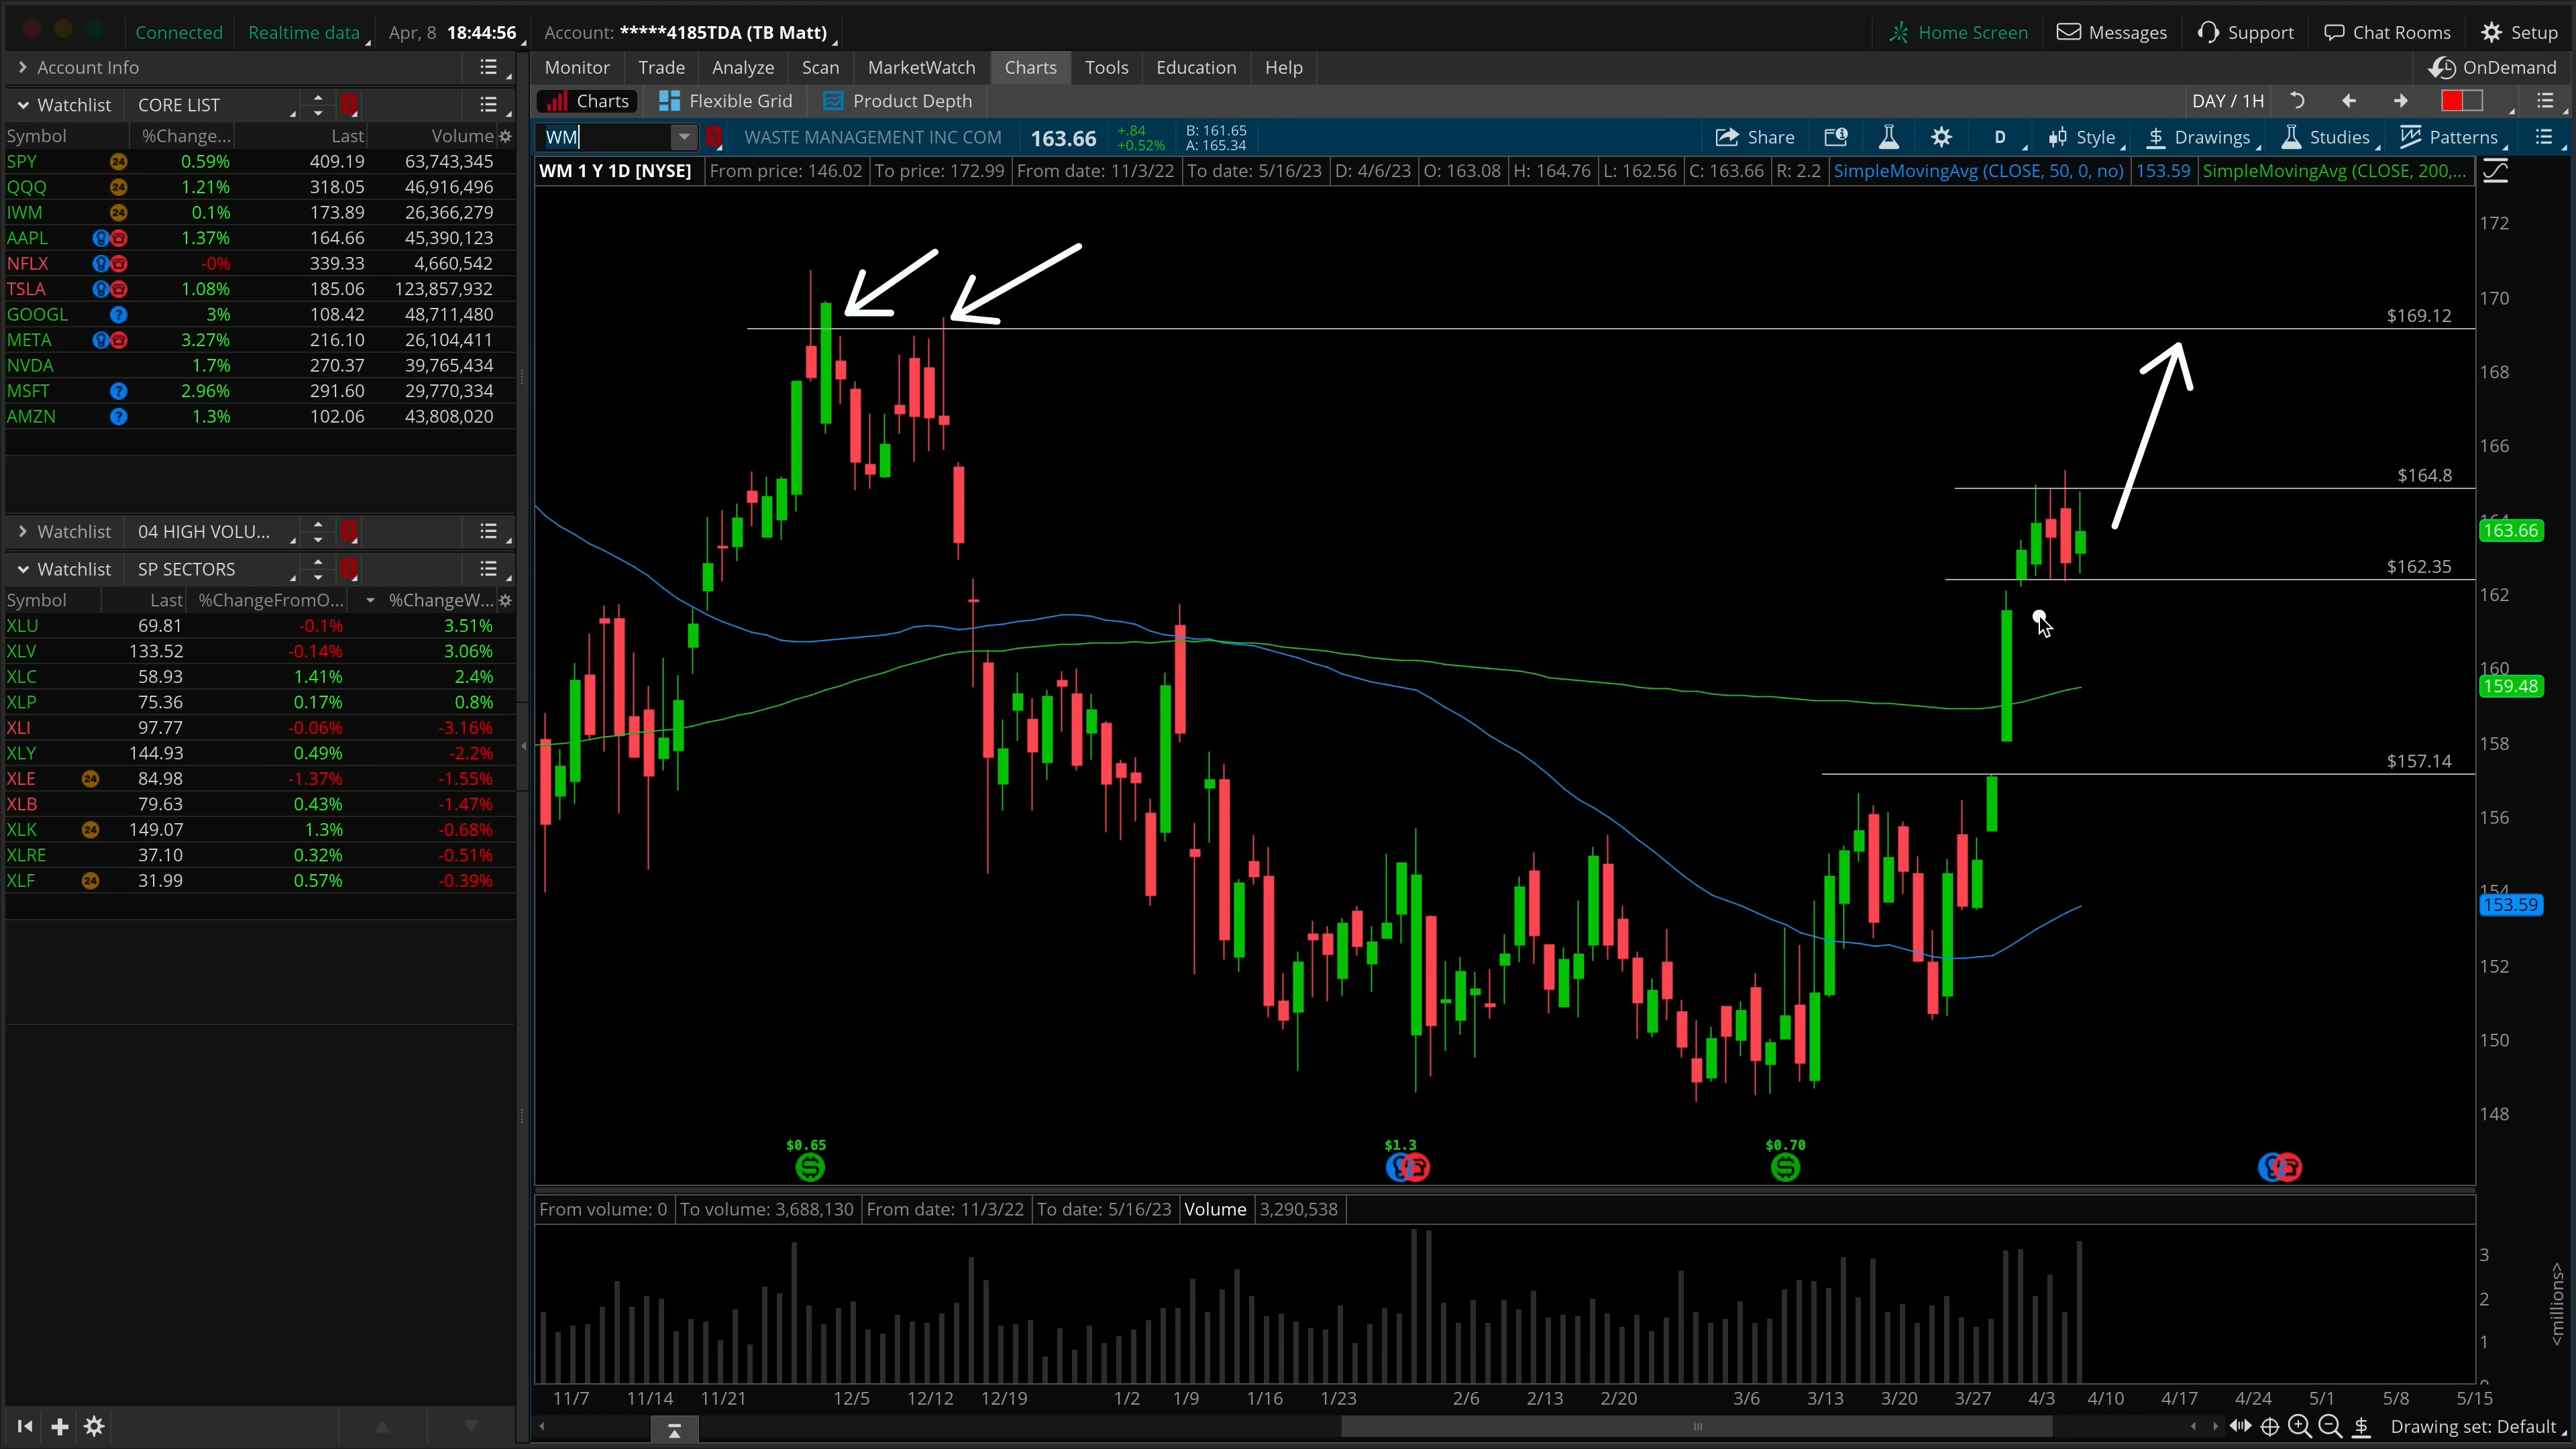 Connected Realtime data Apr, 8 18:44:56 Account: *****4185TDA (TB Matt) Home Screen Messages Support Chat Rooms Setup
Account Info
Monitor Trade Analyze Scan MarketWatch Charts Tools Education Help OnDemand
Watchlist CORE LIST
Charts Flexible Grid Product Depth DAY / 1H
Symbol %Change... Last Volume
WM WASTE MANAGEMENT INC COM 163.66 +.84 +0.52% B: 161.65 A: 165.34 Share D Style Drawings Studies Patterns
WM 1 Y 1D [NYSE] From price: 146.02 To price: 172.99 From date: 11/3/22 To date: 5/16/23 D: 4/6/23 O: 163.08 H: 164.76 L: 162.56 C: 163.66 R: 2.2 SimpleMovingAvg (CLOSE, 50, 0, no) 153.59 SimpleMovingAvg (CLOSE, 200,...
SPY 24 0.59% 409.19 63,743,345
QQQ 24 1.21% 318.05 46,916,496
IWM 24 0.1% 173.89 26,366,279
AAPL 1.37% 164.66 45,390,123
NFLX -0% 339.33 4,660,542
TSLA 1.08% 185.06 123,857,932
GOOGL ? 3% 108.42 48,711,480
META 3.27% 216.10 26,104,411
NVDA 1.7% 270.37 39,765,434
MSFT ? 2.96% 291.60 29,770,334
AMZN ? 1.3% 102.06 43,808,020
Watchlist 04 HIGH VOLU...
Watchlist SP SECTORS
Symbol Last %ChangeFromO... %ChangeW...
XLU 69.81 -0.1% 3.51%
XLV 133.52 -0.14% 3.06%
XLC 58.93 1.41% 2.4%
XLP 75.36 0.17% 0.8%
XLI 97.77 -0.06% -3.16%
XLY 144.93 0.49% -2.2%
XLE 24 84.98 -1.37% -1.55%
XLB 79.63 0.43% -1.47%
XLK 24 149.07 1.3% -0.68%
XLRE 37.10 0.32% -0.51%
XLF 24 31.99 0.57% -0.39%
172
170
$169.12
168
166
$164.8
164
163.66
$162.35
162
160
159.48
$157.14
158
156
154
153.59
152
150
148
$0.65 $1.3 $0.70
From volume: 0 To volume: 3,688,130 From date: 11/3/22 To date: 5/16/23 Volume 3,290,538
3
2
1
<millions>
11/7 11/14 11/21 12/5 12/12 12/19 1/2 1/9 1/16 1/23 2/6 2/13 2/20 3/6 3/13 3/20 3/27 4/3 4/10 4/17 4/24 5/1 5/8 5/15
Drawing set: Default